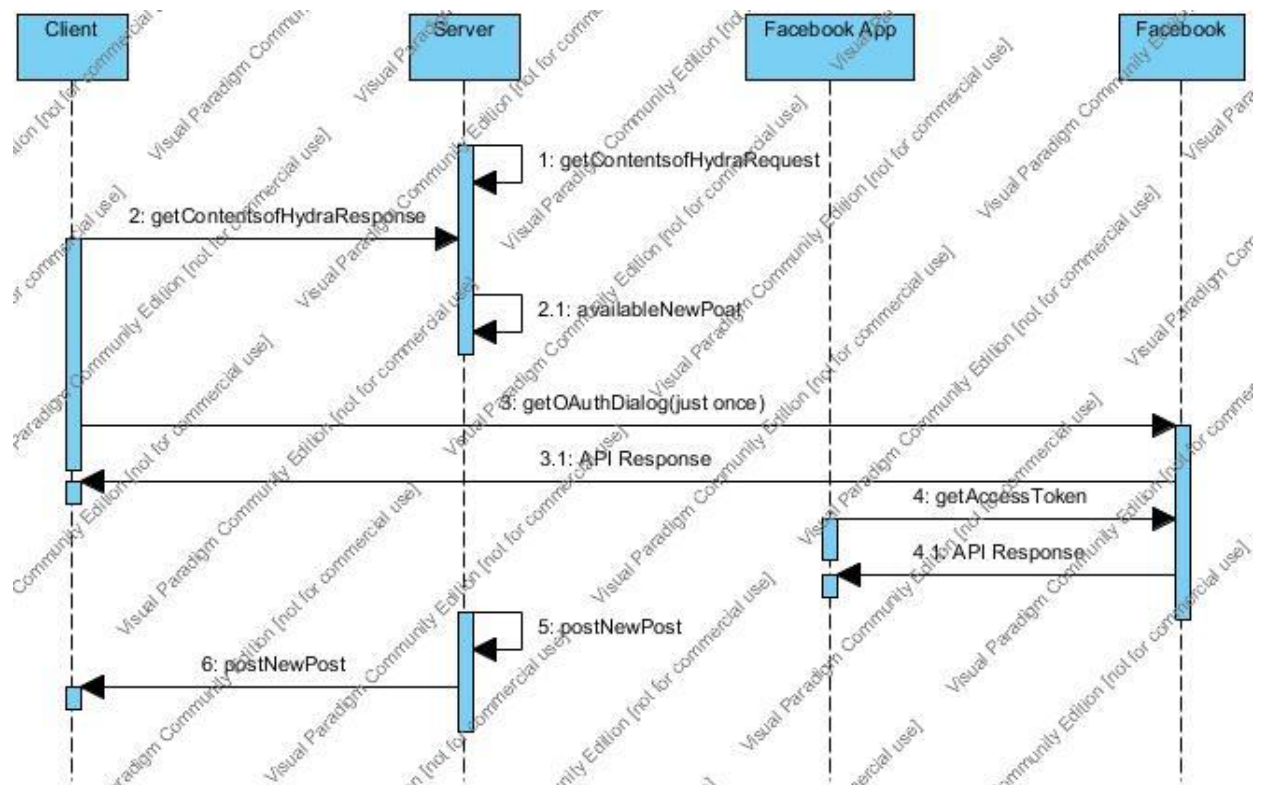 Client
Server
Facebook App
Facebook
1: getContentsofHydraRequest
2: getContentsofHydraResponse
2.1: availableNewPoat
3: getOAuthDialog(just once)
3.1: API Response
4: getAccessToken
4.1: API Response
5: postNewPost
6: postNewPost
Visual Paradigm Community Edition [not for commercial use]